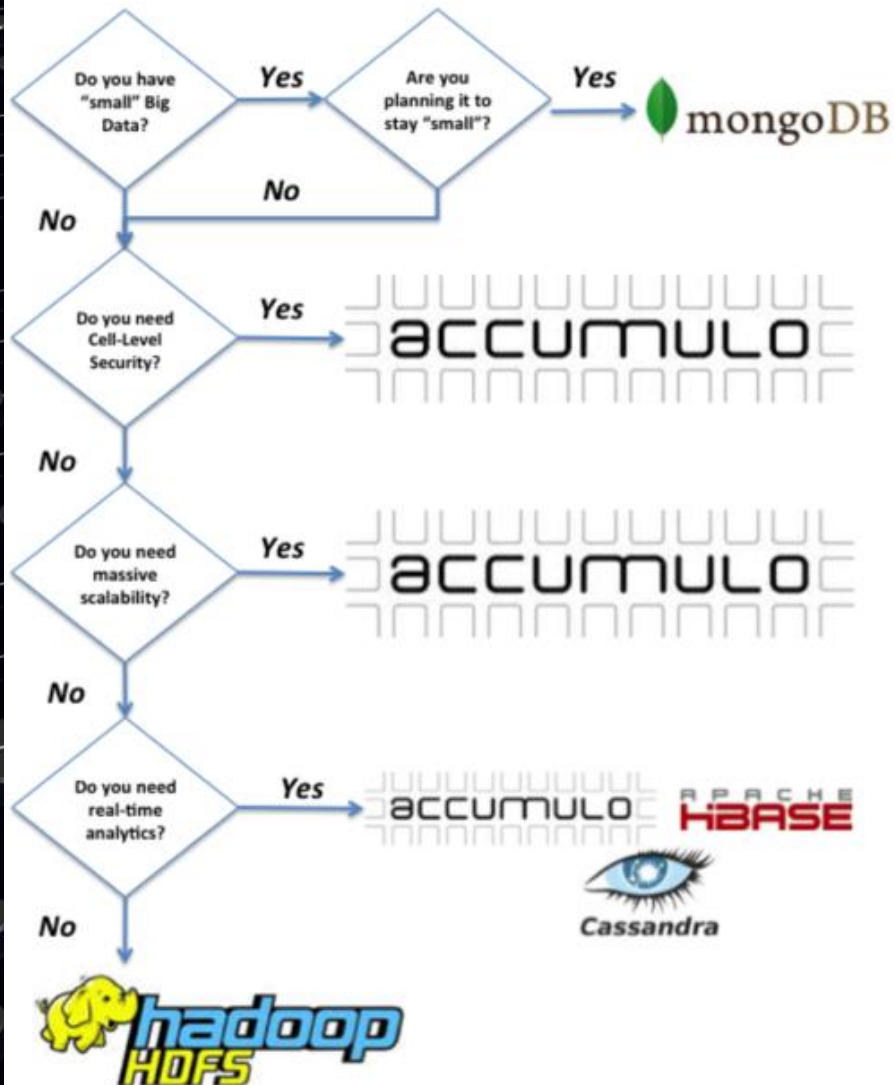 Do you have
"small" Big
Data?
Yes
Are you
planning it to
stay "small"?
Yes
mongoDB
No
No
Do you need
Cell-Level
Security?
Yes
accumulo
No
Do you need
massive
scalability?
Yes
accumulo
No
Do you need
real-time
analytics?
Yes
accumulo
APACHE
HBASE
Cassandra
No
hadoop
HDFS